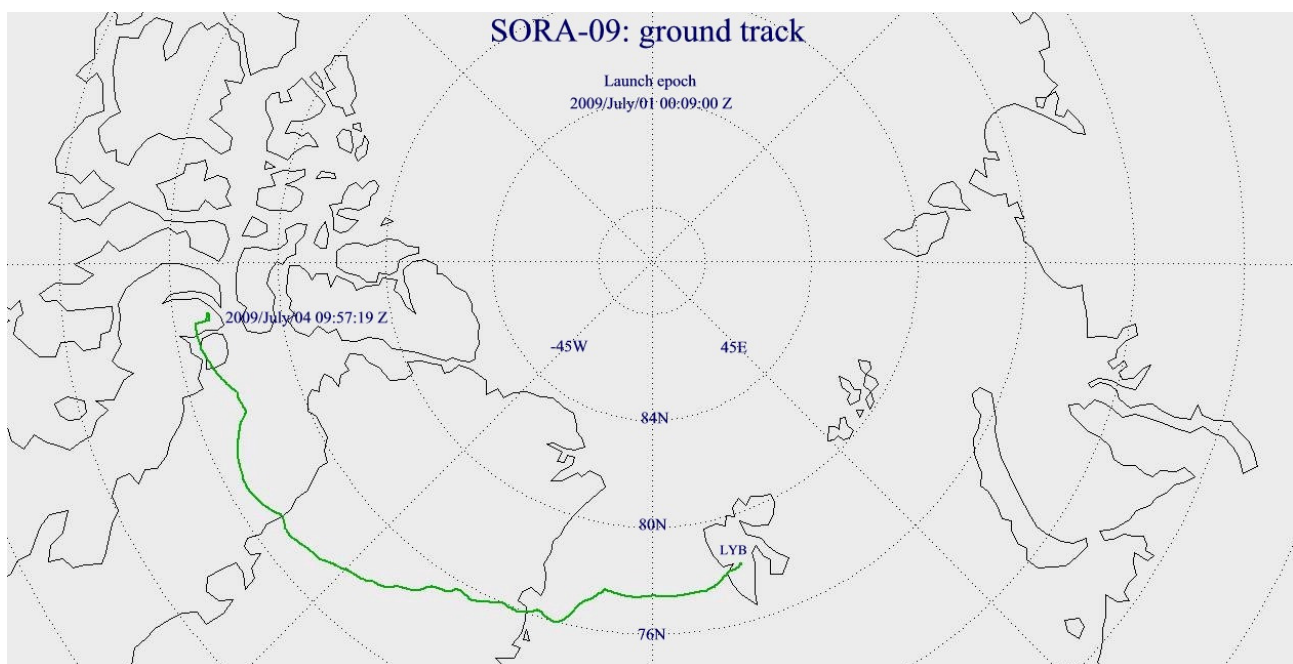 SORA-09: ground track
Launch epoch
2009/July/01 00:09:00 Z
2009/July/04 09:57:19 Z
-45W
45E
84N
80N
LYB
76N